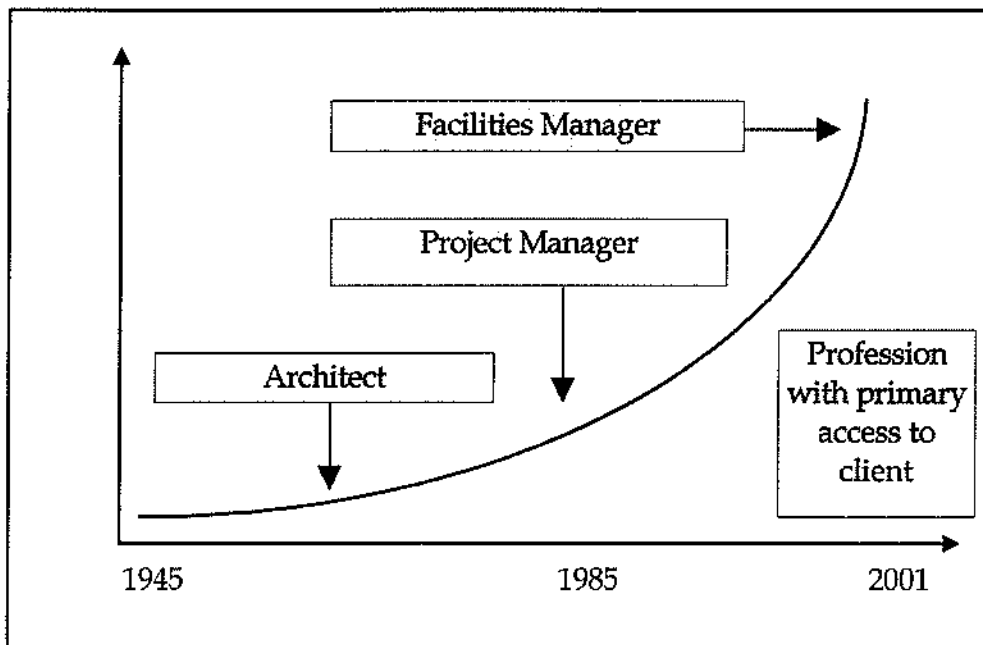 Facilities Manager
Project Manager
Architect
Profession
with primary
access to
client
1945
1985
2001